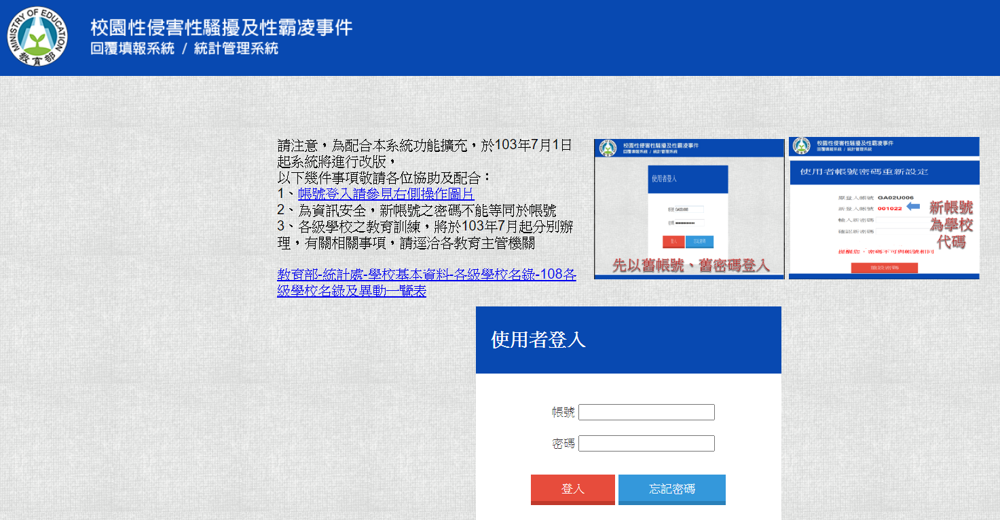 MINISTRY OF EDUCATION
教育部
校園性侵害性騷擾及性霸凌事件
回覆填報系統 / 統計管理系統
請注意，為配合本系統功能擴充，於103年7月1日
起系統將進行改版，
以下幾件事項敬請各位協助及配合：
1、帳號登入請參見右側操作圖片
2、為資訊安全，新帳號之密碼不能等同於帳號
3、各級學校之教育訓練，將於103年7月起分別辦
理，有關相關事項，請逕洽各教育主管機關
教育部-統計處-學校基本資料-各級學校名錄-108各
級學校名錄及異動一覽表
校園性侵害性騷擾及性霸凌事件
回覆填報系統 / 統計管理系統
使用者登入
帳號 GA02U006
密碼
登入 忘記密碼
先以舊帳號、舊密碼登入
校園性侵害性騷擾及性霸凌事件
回覆填報系統 / 統計管理系統
使用者帳號密碼重新設定
原登入帳號 GA02U006
新登入帳號 001022
輸入新密碼
確認新密碼
新帳號
為學校
代碼
提醒您，密碼不可與帳號相同
重設密碼
使用者登入
帳號
密碼
登入 忘記密碼